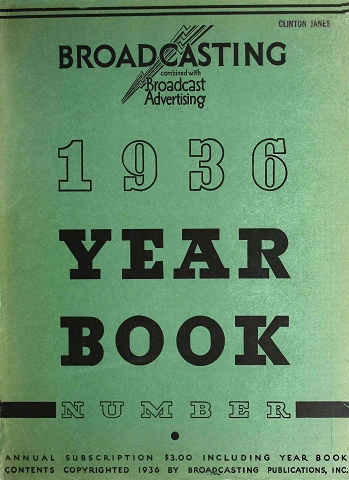 CLINTON JANES
BROADCASTING
combined with
Broadcast
Advertising
1936
YEAR
BOOK
NUMBER
ANNUAL SUBSCRIPTION $3.00 INCLUDING YEAR BOOK
CONTENTS COPYRIGHTED 1936 BY BROADCASTING PUBLICATIONS, INC.